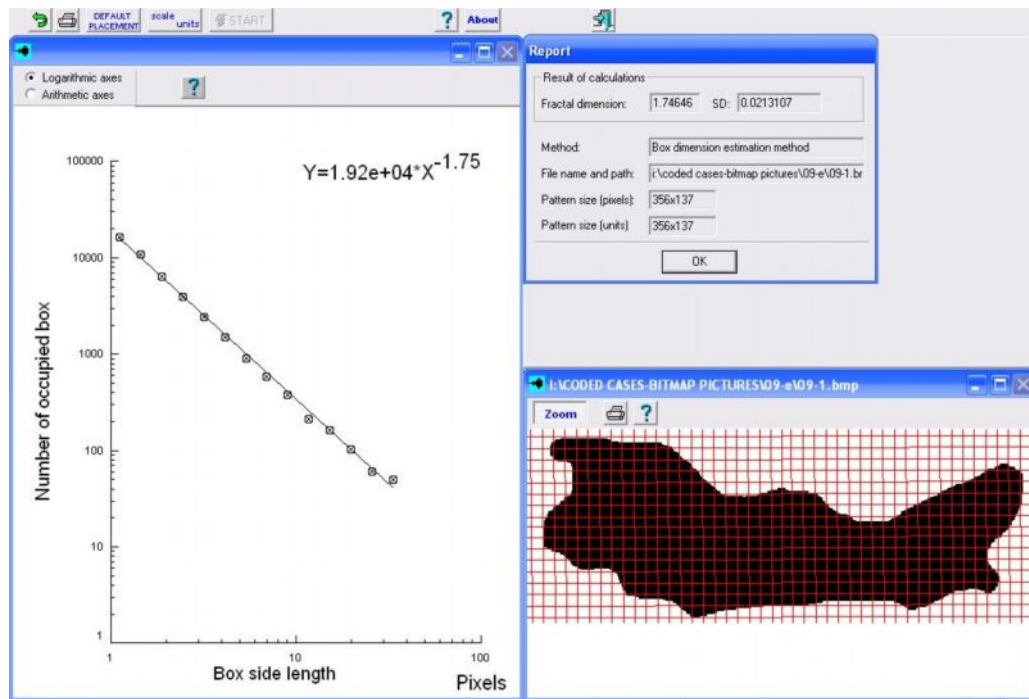 DEFAULT PLACEMENT
scale units
START
?
About
Logarithmic axes
Arithmetic axes
?
Y=1.92e+04*X-1.75
100000
10000
1000
100
10
1
Number of occupied box
1
10
100
Box side length
Pixels
Report
Result of calculations
Fractal dimension: 1.74646 SD: 0.0213107
Method: Box dimension estimation method
File name and path: i:\coded cases-bitmap pictures\09-e\09-1.br
Pattern size (pixels): 356x137
Pattern size (units) 356x137
OK
I:\CODED CASES-BITMAP PICTURES\09-e\09-1.bmp
Zoom
?